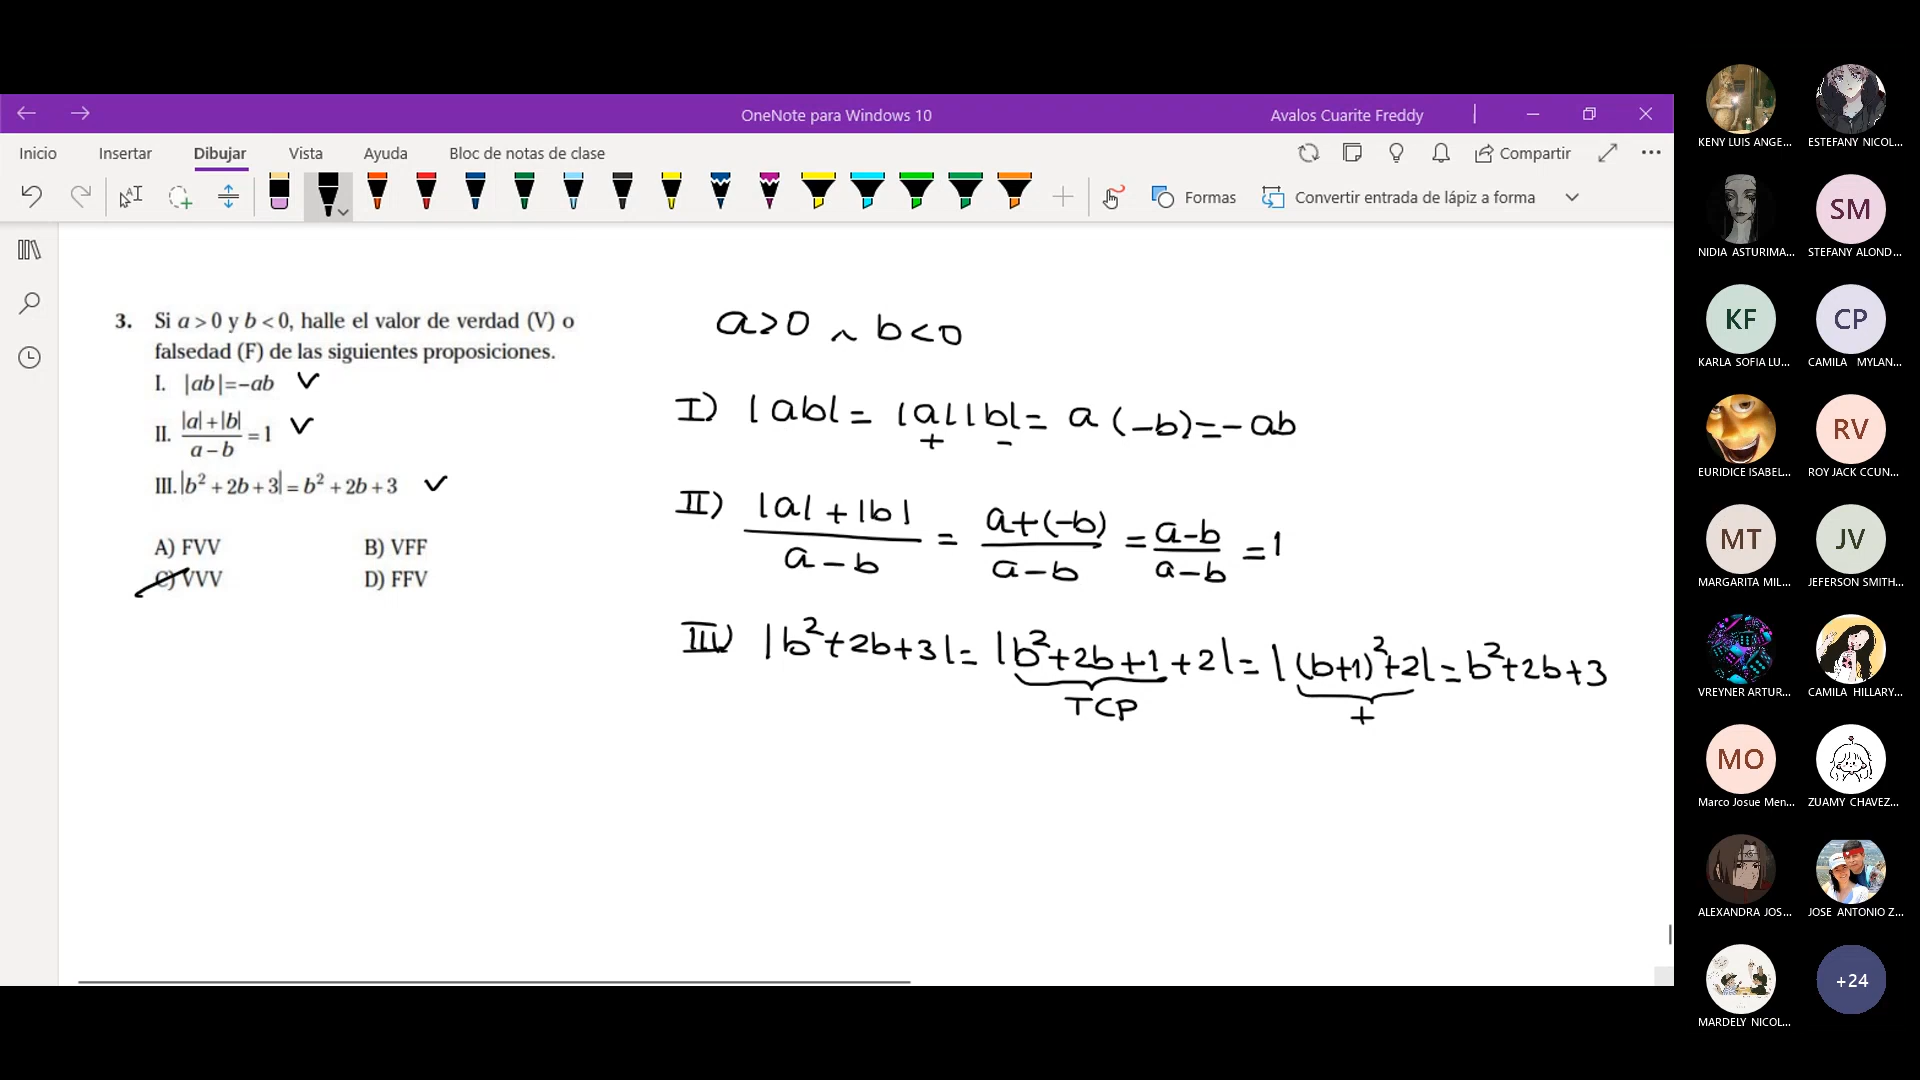 OneNote para Windows 10
Avalos Cuarite Freddy
Inicio Insertar Dibujar Vista Ayuda Bloc de notas de clase Compartir
Formas Convertir entrada de lápiz a forma
3. Si a > 0 y b < 0, halle el valor de verdad (V) o
falsedad (F) de las siguientes proposiciones.
I. |ab|=–ab ✓
II. |a|+|b| / a – b = 1 ✓
III. |b² + 2b + 3| = b² + 2b + 3 ✓
A) FVV B) VFF
C) VVV D) FFV
a>0 ∧ b<0
I) |ab| = |a||b| = a (-b) = -ab
+ -
II) |a| + |b| / a - b = a+(-b) / a-b = a-b / a-b = 1
III) |b²+2b+3| = |b²+2b+1+2| = |(b+1)²+2| = b²+2b+3
TCP +
KENY LUIS ANGE... ESTEFANY NICOL...
NIDIA ASTURIMA... SM STEFANY ALOND...
KF KARLA SOFIA LU... CP CAMILA MYLAN...
EURIDICE ISABEL... RV ROY JACK CCUN...
MT MARGARITA MIL... JV JEFERSON SMITH...
VREYNER ARTUR... CAMILA HILLARY...
MO Marco Josue Men... ZUAMY CHAVEZ...
ALEXANDRA JOS... JOSE ANTONIO Z...
MARDELY NICOL... +24